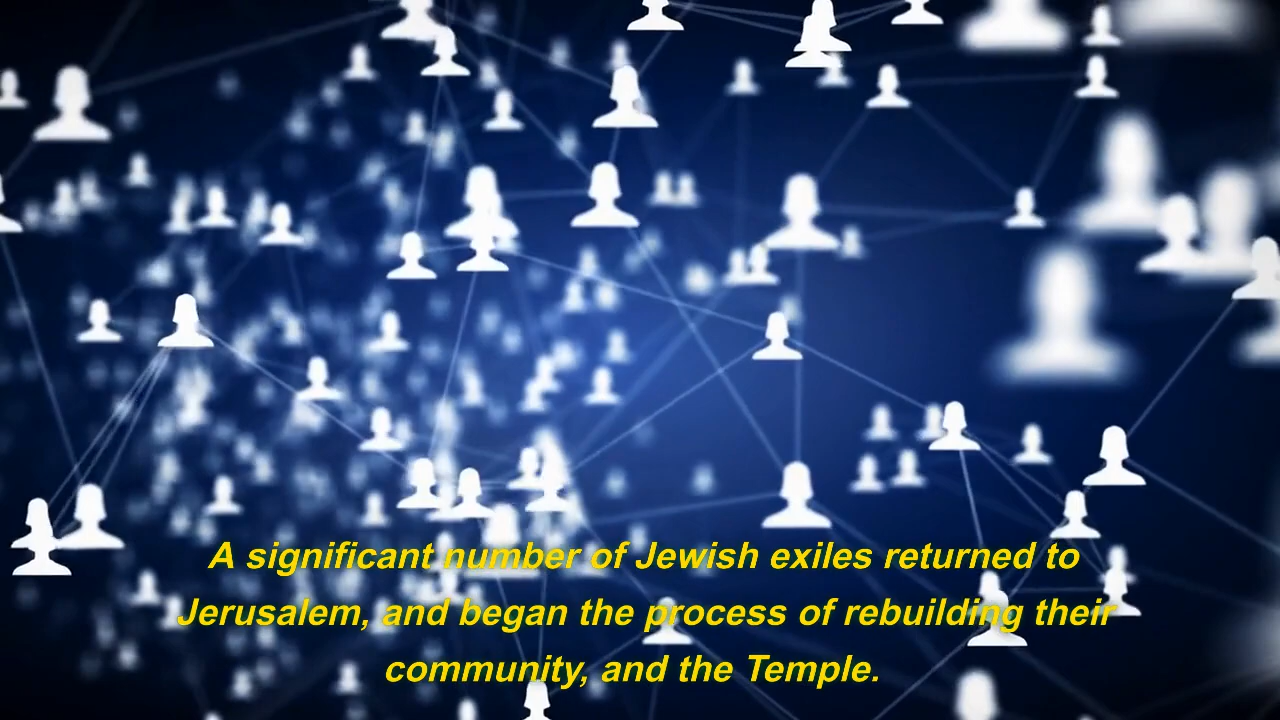 A significant number of Jewish exiles returned to
Jerusalem, and began the process of rebuilding their
community, and the Temple.